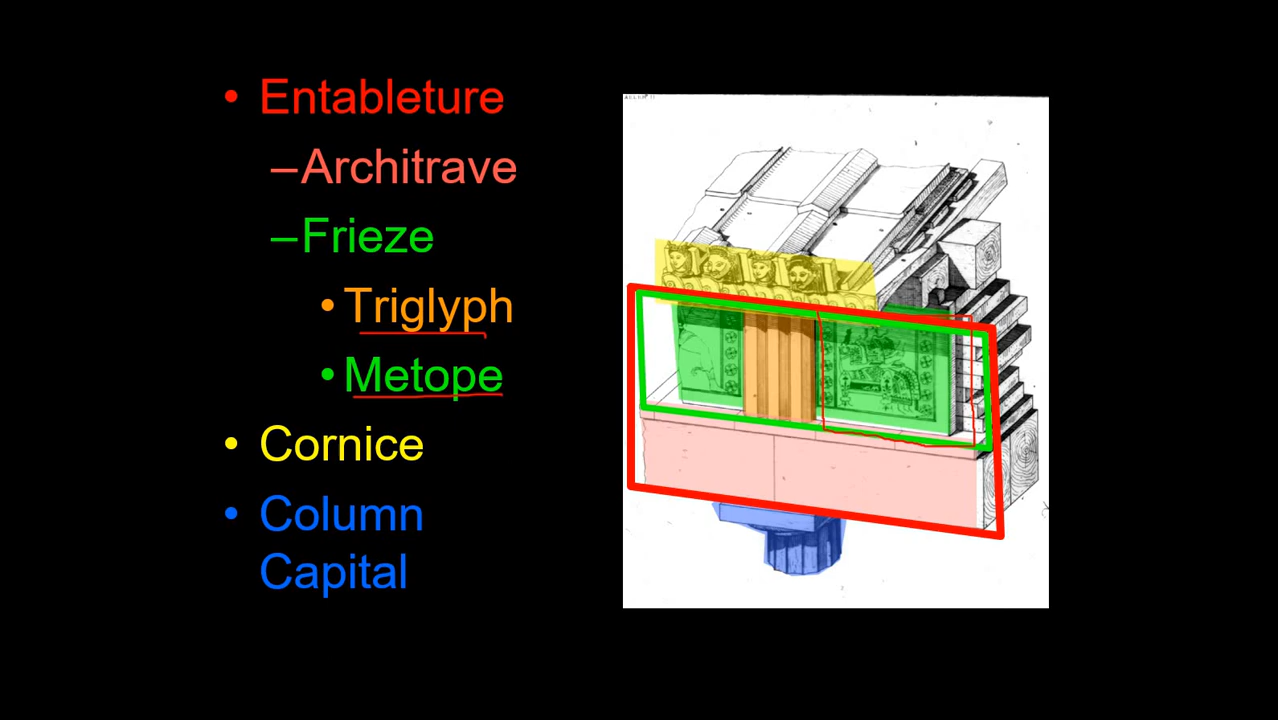 • Entableture
–Architrave
–Frieze
•Triglyph
•Metope
• Cornice
• Column
Capital